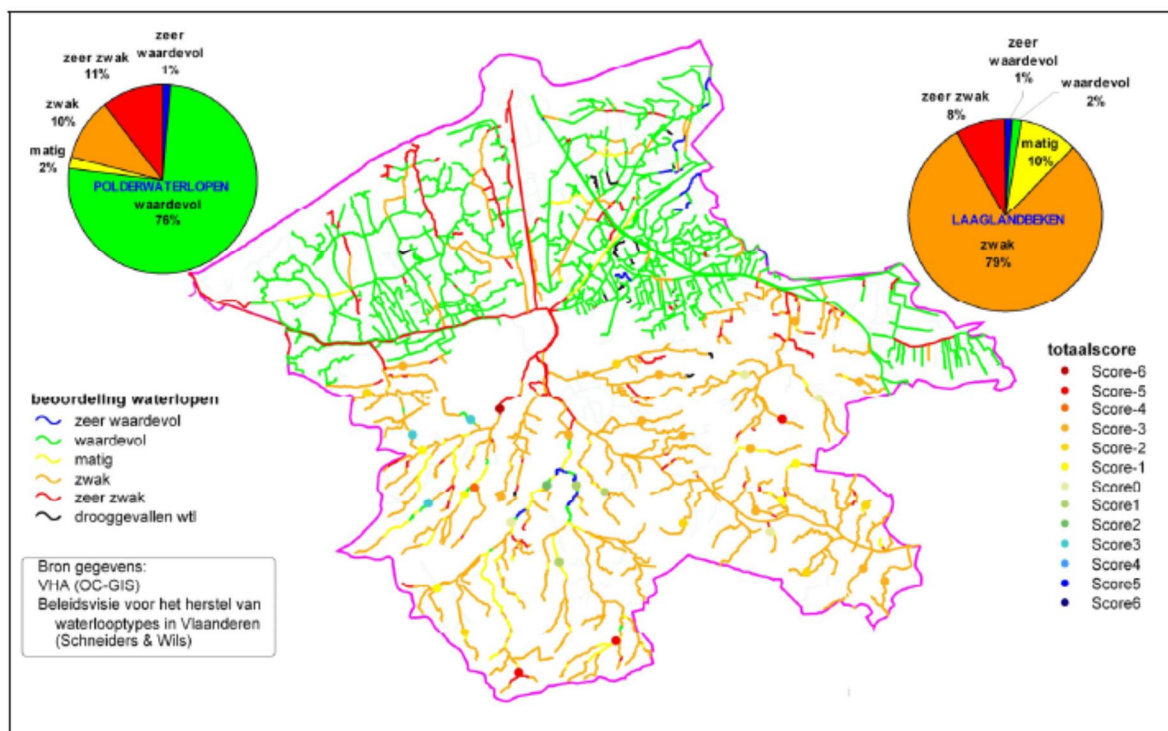 zeer
waardevol
1%
zeer zwak
11%
zwak
10%
matig
2%
POLDERWATERLOPEN
waardevol
76%
zeer
waardevol
1%
waardevol
2%
zeer zwak
8%
matig
10%
LAAGLANDBEKEN
zwak
79%
beoordeling waterlopen
zeer waardevol
waardevol
matig
zwak
zeer zwak
drooggevallen wtl
Bron gegevens:
VHA (OC-GIS)
Beleidsvisie voor het herstel van
waterlooptypes in Vlaanderen
(Schneiders & Wils)
totaalscore
Score-6
Score-5
Score-4
Score-3
Score-2
Score-1
Score0
Score1
Score2
Score3
Score4
Score5
Score6